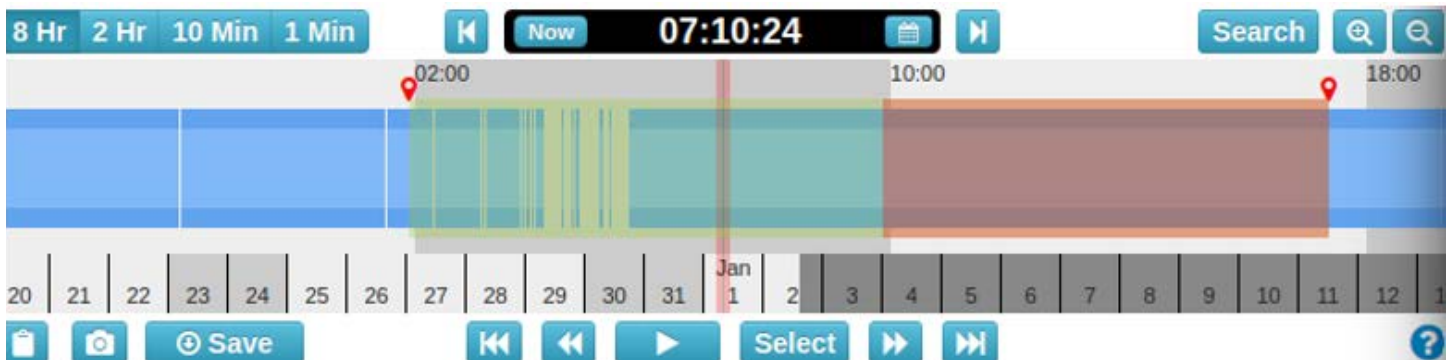 8 Hr 2 Hr 10 Min 1 Min Now 07:10:24 Search
02:00 10:00 18:00
Jan
20 21 22 23 24 25 26 27 28 29 30 31 1 2 3 4 5 6 7 8 9 10 11 12 1
Save Select ?